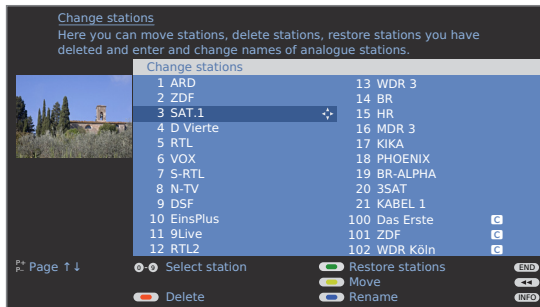 Change stations
Here you can move stations, delete stations, restore stations you have
deleted and enter and change names of analogue stations.
Change stations
1 ARD
2 ZDF
3 SAT.1
4 D Vierte
5 RTL
6 VOX
7 S-RTL
8 N-TV
9 DSF
10 EinsPlus
11 9Live
12 RTL2
13 WDR 3
14 BR
15 HR
16 MDR 3
17 KIKA
18 PHOENIX
19 BR-ALPHA
20 3SAT
21 KABEL 1
100 Das Erste C
101 ZDF C
102 WDR Köln C
P+
P–
Page ↑↓
0-9 Select station
Delete
Restore stations
Move
Rename
END
INFO